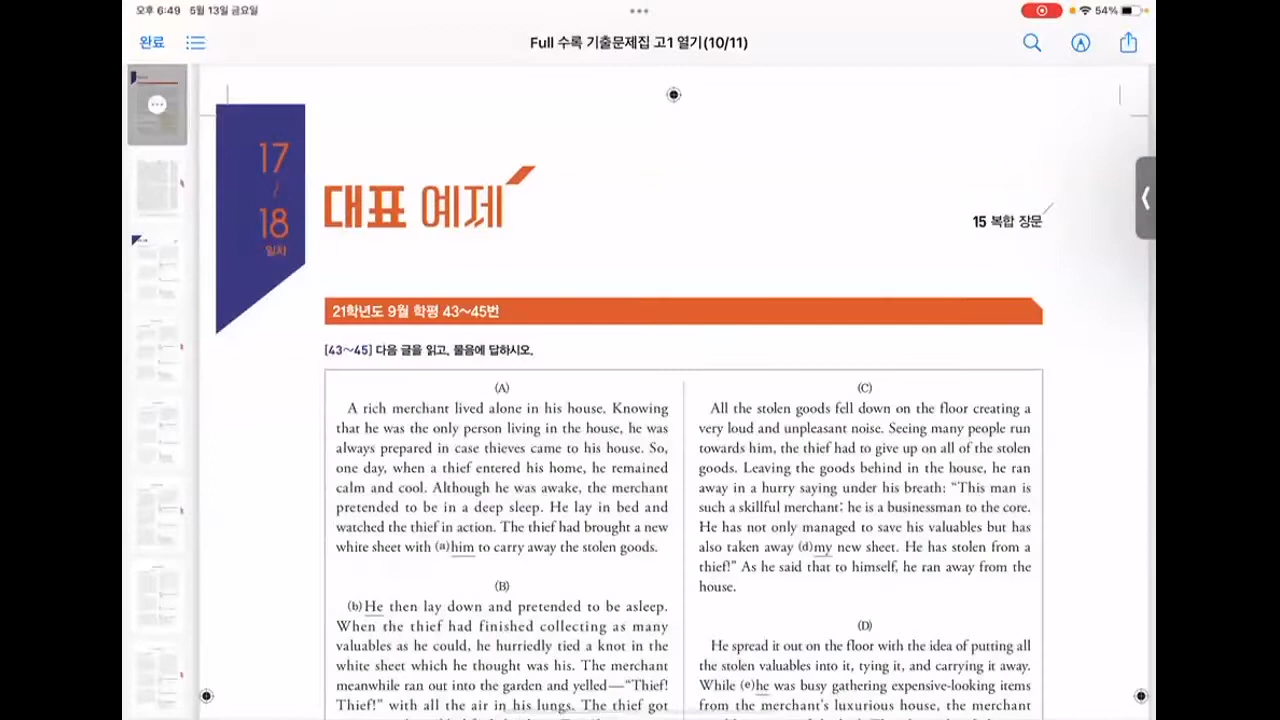 오후 6:49 5월 13일 금요일
54%
완료
Full 수록 기출문제집 고1 열기(10/11)
17
/
18
일차
대표 예제
15 복합 장문
21학년도 9월 학평 43~45번
[43~45] 다음 글을 읽고, 물음에 답하시오.
(A)
A rich merchant lived alone in his house. Knowing
that he was the only person living in the house, he was
always prepared in case thieves came to his house. So,
one day, when a thief entered his home, he remained
calm and cool. Although he was awake, the merchant
pretended to be in a deep sleep. He lay in bed and
watched the thief in action. The thief had brought a new
white sheet with (a)him to carry away the stolen goods.
(B)
(b)He then lay down and pretended to be asleep.
When the thief had finished collecting as many
valuables as he could, he hurriedly tied a knot in the
white sheet which he thought was his. The merchant
meanwhile ran out into the garden and yelled—“Thief!
Thief!” with all the air in his lungs. The thief got
(C)
All the stolen goods fell down on the floor creating a
very loud and unpleasant noise. Seeing many people run
towards him, the thief had to give up on all of the stolen
goods. Leaving the goods behind in the house, he ran
away in a hurry saying under his breath: “This man is
such a skillful merchant; he is a businessman to the core.
He has not only managed to save his valuables but has
also taken away (d)my new sheet. He has stolen from a
thief!” As he said that to himself, he ran away from the
house.
(D)
He spread it out on the floor with the idea of putting all
the stolen valuables into it, tying it, and carrying it away.
While (e)he was busy gathering expensive-looking items
from the merchant’s luxurious house, the merchant